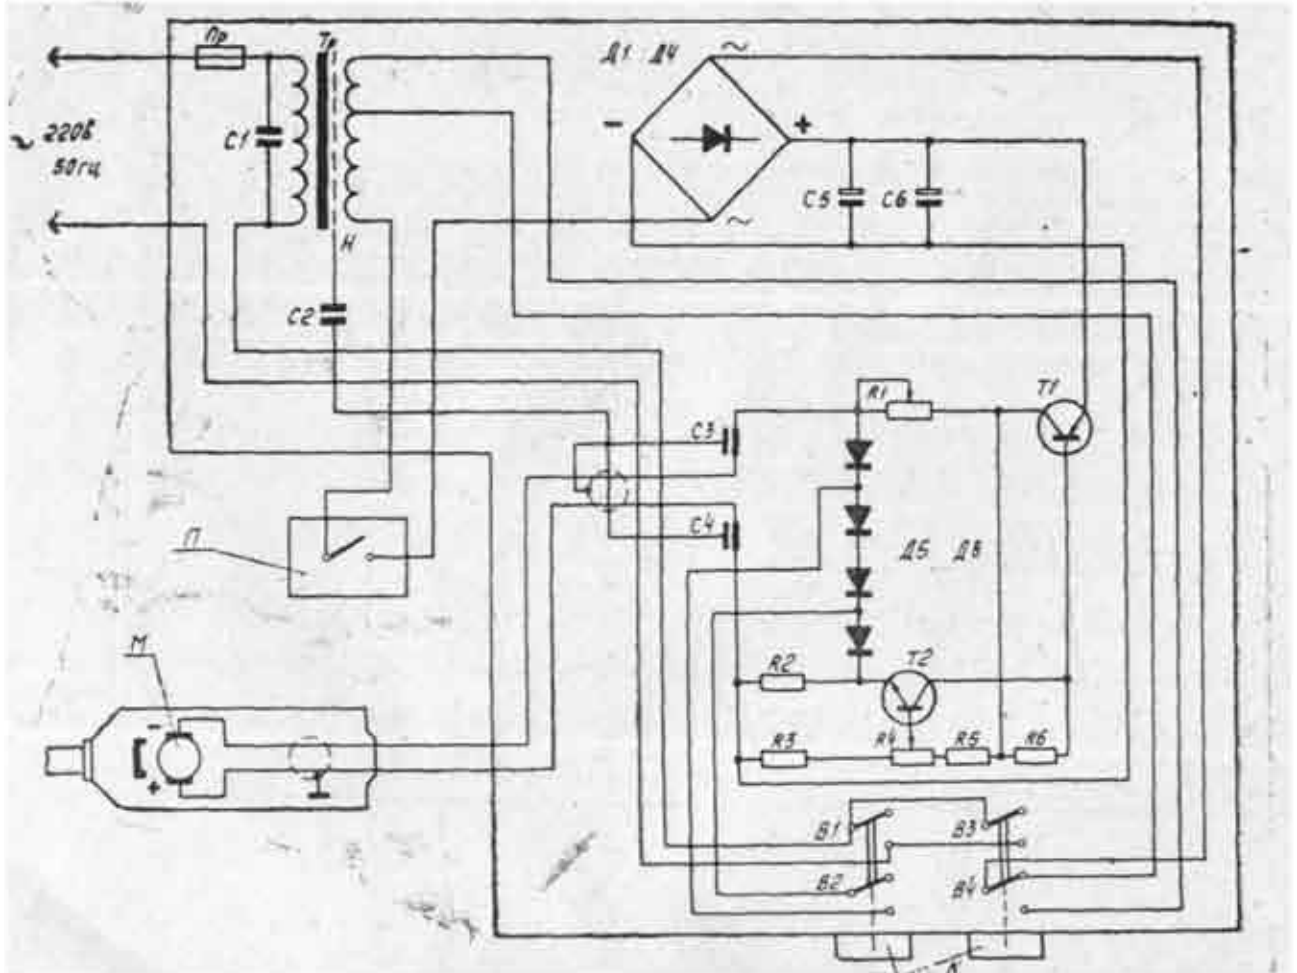 Пр
Тр
Д1 Д4
~
- +
С1
~ 220в
50гц
С5 С6
~
Н
С2
R1
Т1
С3
С4
П
Д5 Д8
М
R2
Т2
-
+
R3 R4 R5 R6
В1 В3
В2 В4